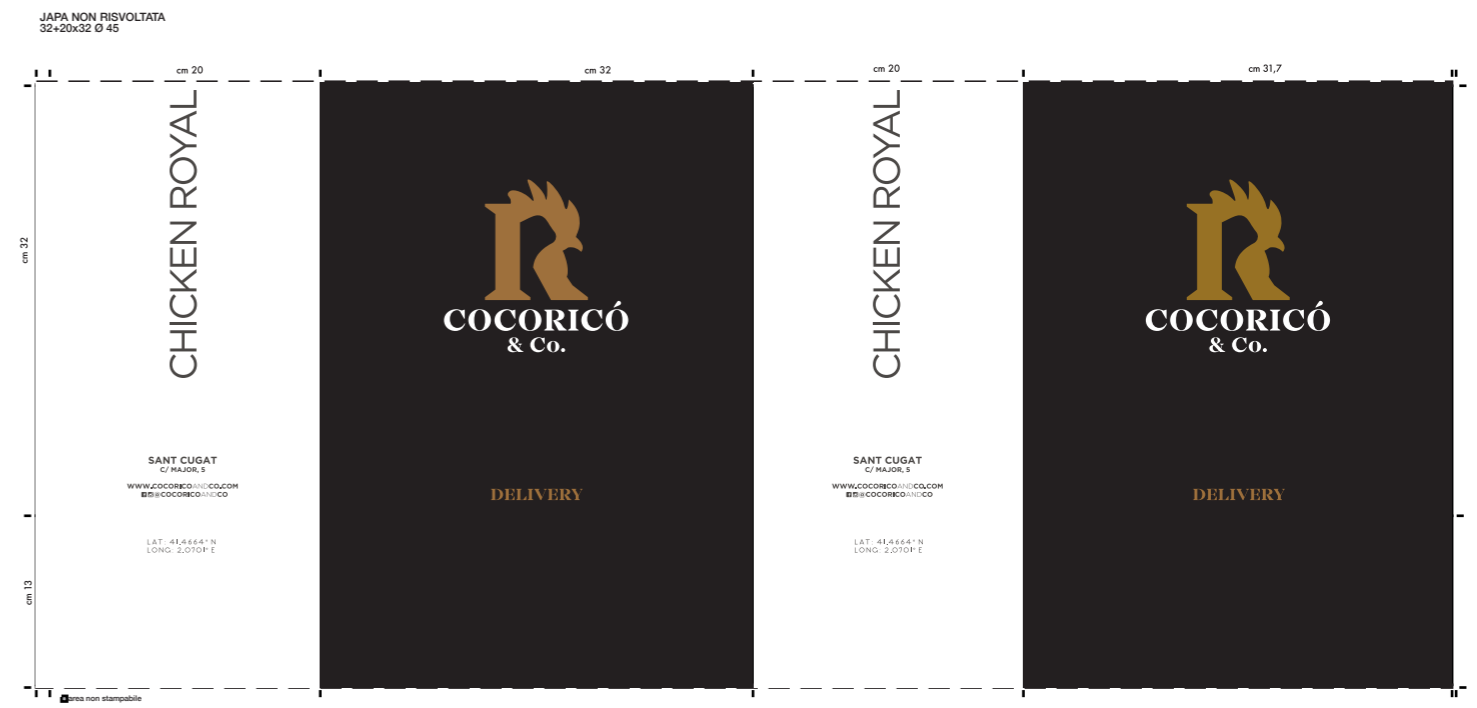 JAPA NON RISVOLTATA
32+20x32 Ø 45
cm 20
cm 32
cm 20
cm 31,7
cm 32
cm 13
CHICKEN ROYAL
SANT CUGAT
C/ MAJOR, 5
WWW.COCORICOANDCO.COM
@COCORICOANDCO
LAT: 41.4664° N
LONG: 2.0701° E
COCORICÓ
& Co.
DELIVERY
CHICKEN ROYAL
SANT CUGAT
C/ MAJOR, 5
WWW.COCORICOANDCO.COM
@COCORICOANDCO
LAT: 41.4664° N
LONG: 2.0701° E
COCORICÓ
& Co.
DELIVERY
area non stampabile